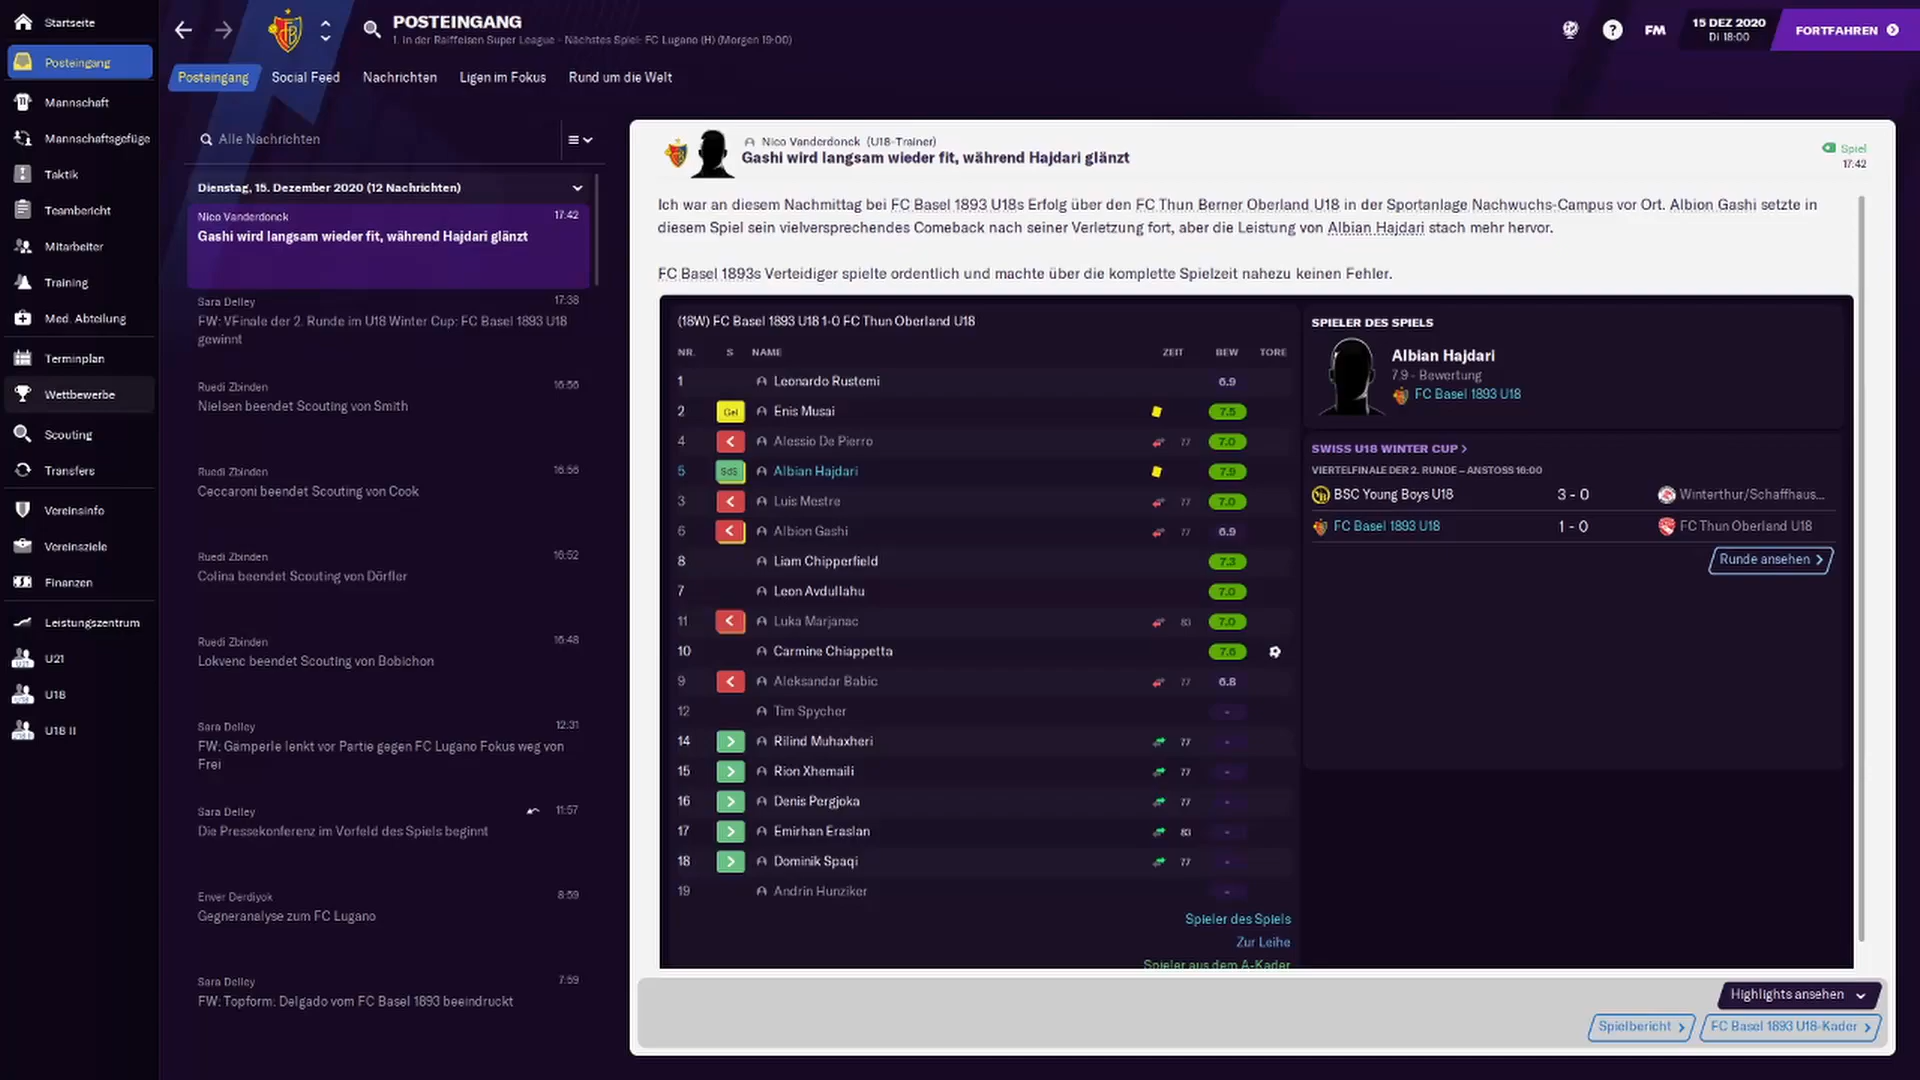 Startseite
Posteingang
Mannschaft
Mannschaftsgefüge
Taktik
Teambericht
Mitarbeiter
Training
Med. Abteilung
Terminplan
Wettbewerbe
Scouting
Transfers
Vereinsinfo
Vereinsziele
Finanzen
Leistungszentrum
U21
U18
U18 II
POSTEINGANG
1. in der Raiffeisen Super League - Nächstes Spiel: FC Lugano (H) (Morgen 19:00)
FM
15 DEZ 2020
DI 18:00
FORTFAHREN
Posteingang Social Feed Nachrichten Ligen im Fokus Rund um die Welt
Alle Nachrichten
Dienstag, 15. Dezember 2020 (12 Nachrichten)
Nico Vanderdonck 17:42
Gashi wird langsam wieder fit, während Hajdari glänzt
Sara Delley 17:38
FW: VFinale der 2. Runde im U18 Winter Cup: FC Basel 1893 U18
gewinnt
Ruedi Zbinden 16:56
Nielsen beendet Scouting von Smith
Ruedi Zbinden 16:56
Ceccaroni beendet Scouting von Cook
Ruedi Zbinden 16:52
Colina beendet Scouting von Dörfler
Ruedi Zbinden 16:48
Lokvenc beendet Scouting von Bobichon
Sara Delley 12:31
FW: Gämperle lenkt vor Partie gegen FC Lugano Fokus weg von
Frei
Sara Delley 11:57
Die Pressekonferenz im Vorfeld des Spiels beginnt
Enver Derdiyok 8:59
Gegneranalyse zum FC Lugano
Sara Delley 7:59
FW: Topform: Delgado vom FC Basel 1893 beeindruckt
Nico Vanderdonck (U18-Trainer)
Gashi wird langsam wieder fit, während Hajdari glänzt
Spiel
17:42
Ich war an diesem Nachmittag bei FC Basel 1893 U18s Erfolg über den FC Thun Berner Oberland U18 in der Sportanlage Nachwuchs-Campus vor Ort. Albion Gashi setzte in
diesem Spiel sein vielversprechendes Comeback nach seiner Verletzung fort, aber die Leistung von Albian Hajdari stach mehr hervor.
FC Basel 1893s Verteidiger spielte ordentlich und machte über die komplette Spielzeit nahezu keinen Fehler.
(18W) FC Basel 1893 U18 1-0 FC Thun Oberland U18
NR. S NAME ZEIT BEW TORE
1 Leonardo Rustemi 6.9
2 Gel Enis Musai 7.5
4 Alessio De Pierro 77 7.0
5 SdS Albian Hajdari 7.9
3 Luis Mestre 77 7.0
6 Albion Gashi 77 6.9
8 Liam Chipperfield 7.3
7 Leon Avdullahu 7.0
11 Luka Marjanac 83 7.0
10 Carmine Chiappetta 7.6
9 Aleksandar Babic 77 6.8
12 Tim Spycher -
14 Rilind Muhaxheri 77 -
15 Rion Xhemaili 77 -
16 Denis Pergjoka 77 -
17 Emirhan Eraslan 83 -
18 Dominik Spaqi 77 -
19 Andrin Hunziker -
Spieler des Spiels
Zur Leihe
Spieler aus dem A-Kader
SPIELER DES SPIELS
Albian Hajdari
7.9 - Bewertung
FC Basel 1893 U18
SWISS U18 WINTER CUP >
VIERTELFINALE DER 2. RUNDE – ANSTOSS 16:00
BSC Young Boys U18 3 - 0 Winterthur/Schaffhaus...
FC Basel 1893 U18 1 - 0 FC Thun Oberland U18
Runde ansehen >
Highlights ansehen
Spielbericht >
FC Basel 1893 U18-Kader >